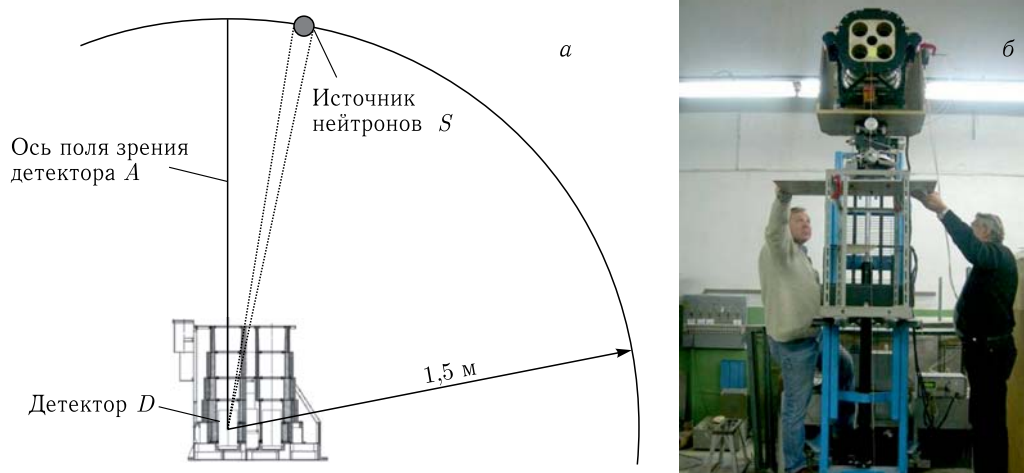 а
б
Источник
нейтронов S
Ось поля зрения
детектора A
1,5 м
Детектор D